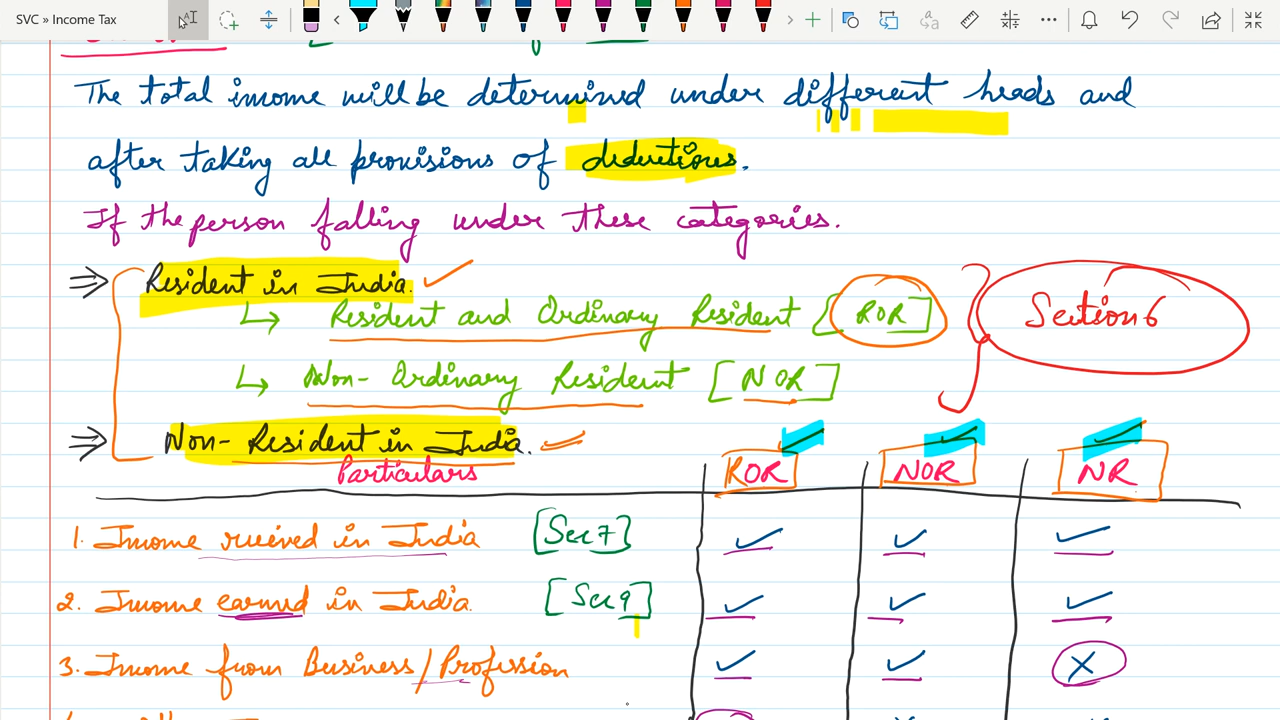 SVC » Income Tax
The total income will be determined under different heads and
after taking all provisions of deductions.
If the person falling under these categories.
⇒ Resident in India. ✓
↳ Resident and Ordinary Resident [ROR]
Section 6
↳ Non-Ordinary Resident [NOR]
⇒ Non-Resident in India. ✓
Particulars ROR ✓ NOR ✓ NR ✓
1. Income received in India [Sec 7] ✓ ✓ ✓
2. Income earned in India. [Sec 9] ✓ ✓ ✓
3. Income from Business/Profession ✓ ✓ X